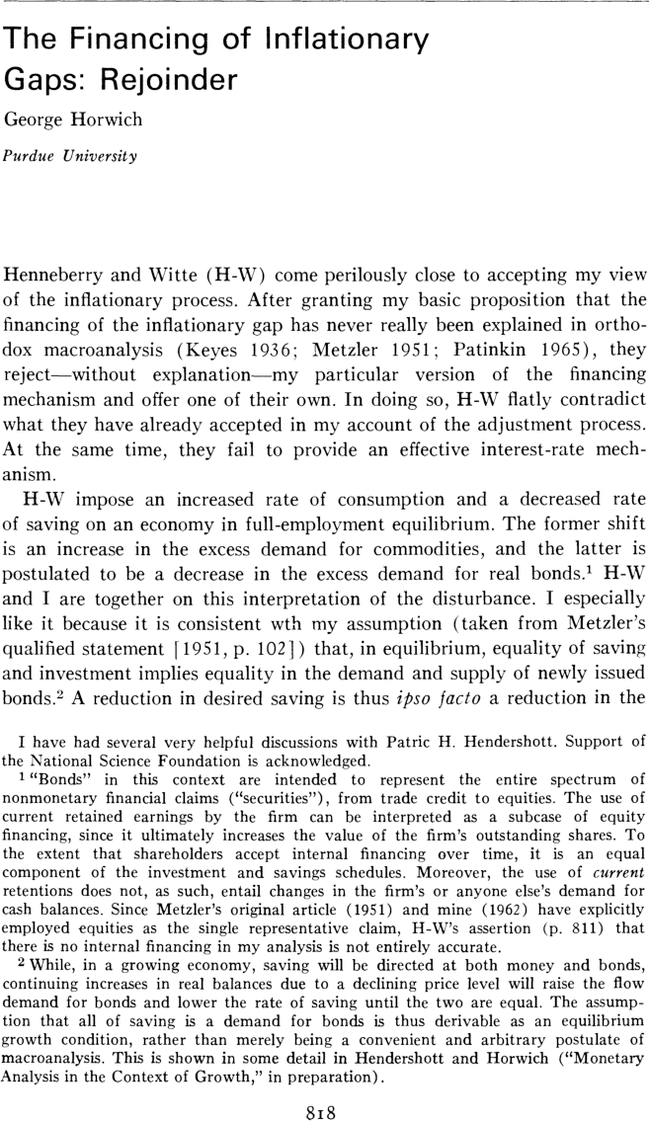 The Financing of Inflationary
Gaps: Rejoinder
George Horwich
Purdue University
Henneberry and Witte (H-W) come perilously close to accepting my view
of the inflationary process. After granting my basic proposition that the
financing of the inflationary gap has never really been explained in ortho-
dox macroanalysis (Keyes 1936; Metzler 1951; Patinkin 1965), they
reject—without explanation—my particular version of the financing
mechanism and offer one of their own. In doing so, H-W flatly contradict
what they have already accepted in my account of the adjustment process.
At the same time, they fail to provide an effective interest-rate mech-
anism.
H-W impose an increased rate of consumption and a decreased rate
of saving on an economy in full-employment equilibrium. The former shift
is an increase in the excess demand for commodities, and the latter is
postulated to be a decrease in the excess demand for real bonds.¹ H-W
and I are together on this interpretation of the disturbance. I especially
like it because it is consistent wth my assumption (taken from Metzler's
qualified statement [1951, p. 102]) that, in equilibrium, equality of saving
and investment implies equality in the demand and supply of newly issued
bonds.² A reduction in desired saving is thus ipso facto a reduction in the
I have had several very helpful discussions with Patric H. Hendershott. Support of
the National Science Foundation is acknowledged.
¹ "Bonds" in this context are intended to represent the entire spectrum of
nonmonetary financial claims ("securities"), from trade credit to equities. The use of
current retained earnings by the firm can be interpreted as a subcase of equity
financing, since it ultimately increases the value of the firm's outstanding shares. To
the extent that shareholders accept internal financing over time, it is an equal
component of the investment and savings schedules. Moreover, the use of current
retentions does not, as such, entail changes in the firm's or anyone else's demand for
cash balances. Since Metzler's original article (1951) and mine (1962) have explicitly
employed equities as the single representative claim, H-W's assertion (p. 811) that
there is no internal financing in my analysis is not entirely accurate.
² While, in a growing economy, saving will be directed at both money and bonds,
continuing increases in real balances due to a declining price level will raise the flow
demand for bonds and lower the rate of saving until the two are equal. The assump-
tion that all of saving is a demand for bonds is thus derivable as an equilibrium
growth condition, rather than merely being a convenient and arbitrary postulate of
macroanalysis. This is shown in some detail in Hendershott and Horwich ("Monetary
Analysis in the Context of Growth," in preparation).
818